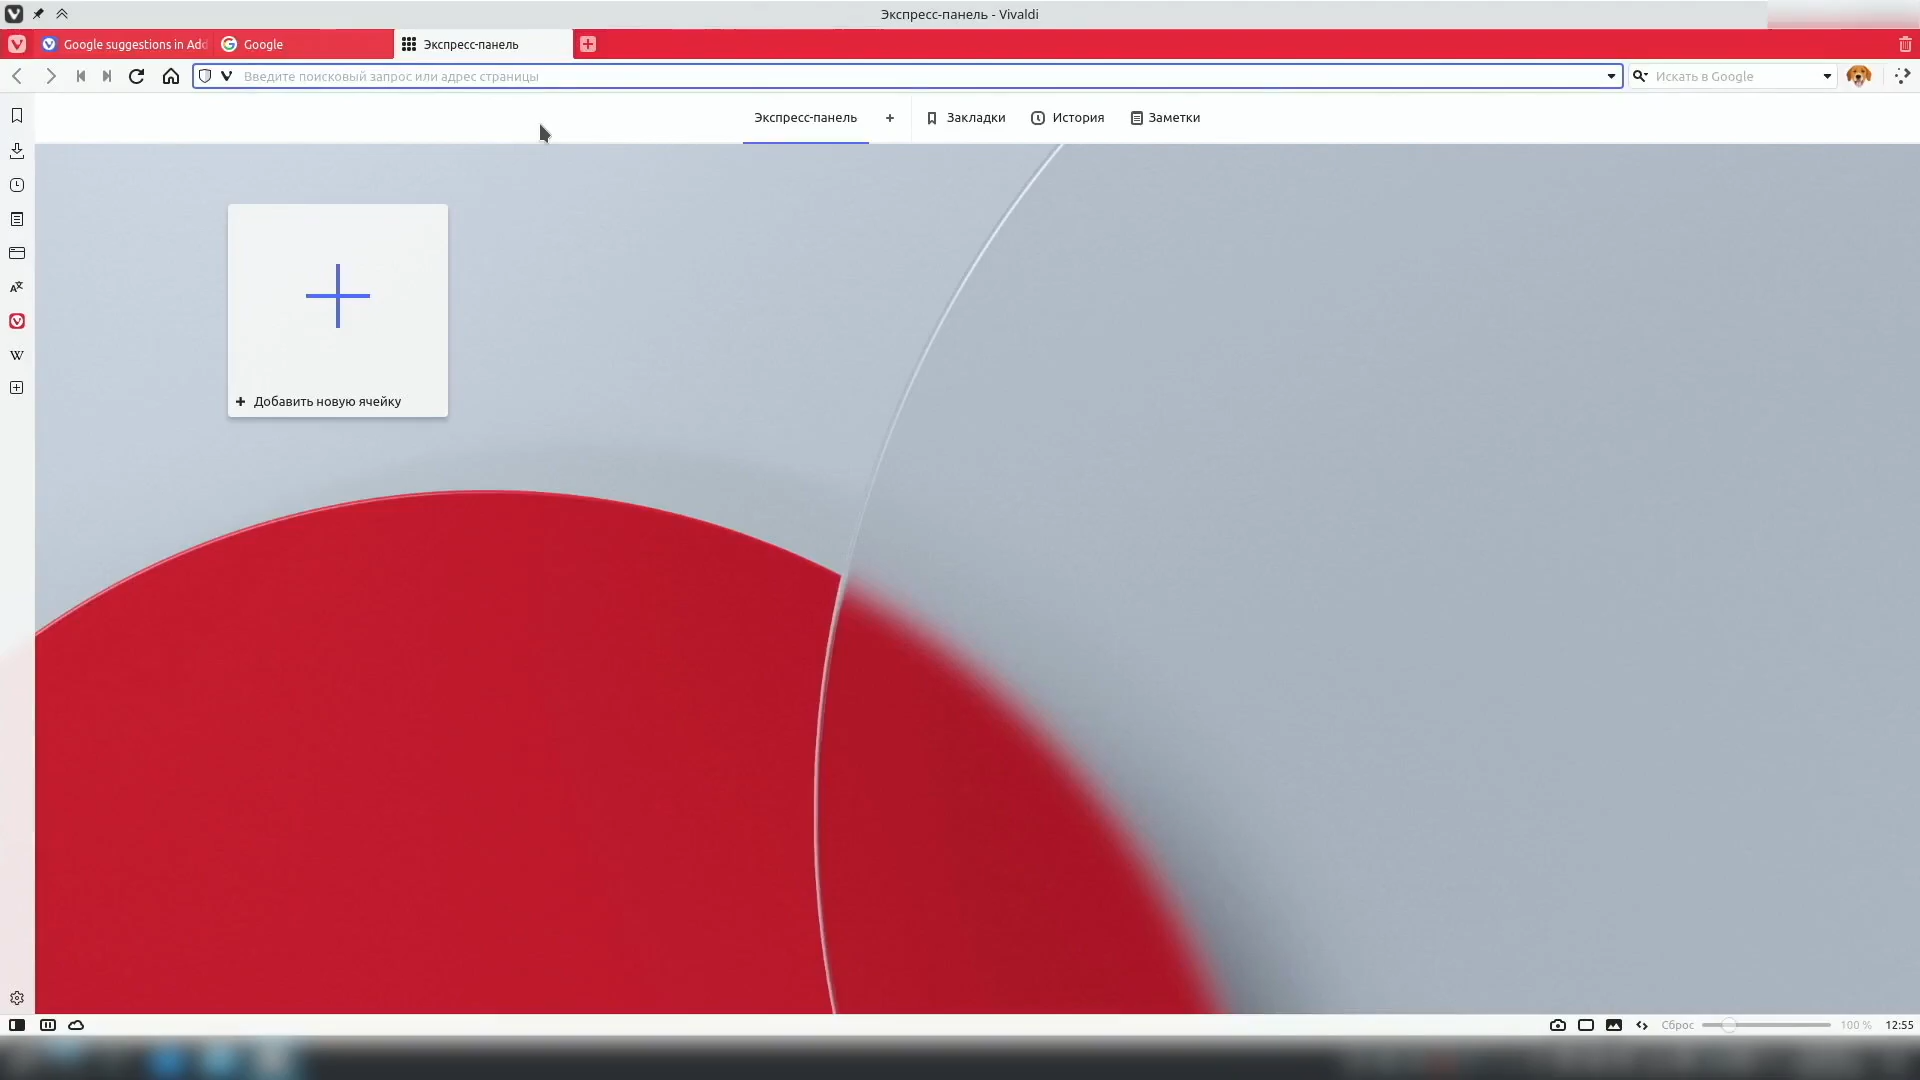 Экспресс-панель - Vivaldi
Google suggestions in Add
Google
Экспресс-панель
Введите поисковый запрос или адрес страницы
Искать в Google
Экспресс-панель
Закладки
История
Заметки
Добавить новую ячейку
Сброс
100 %
12:55